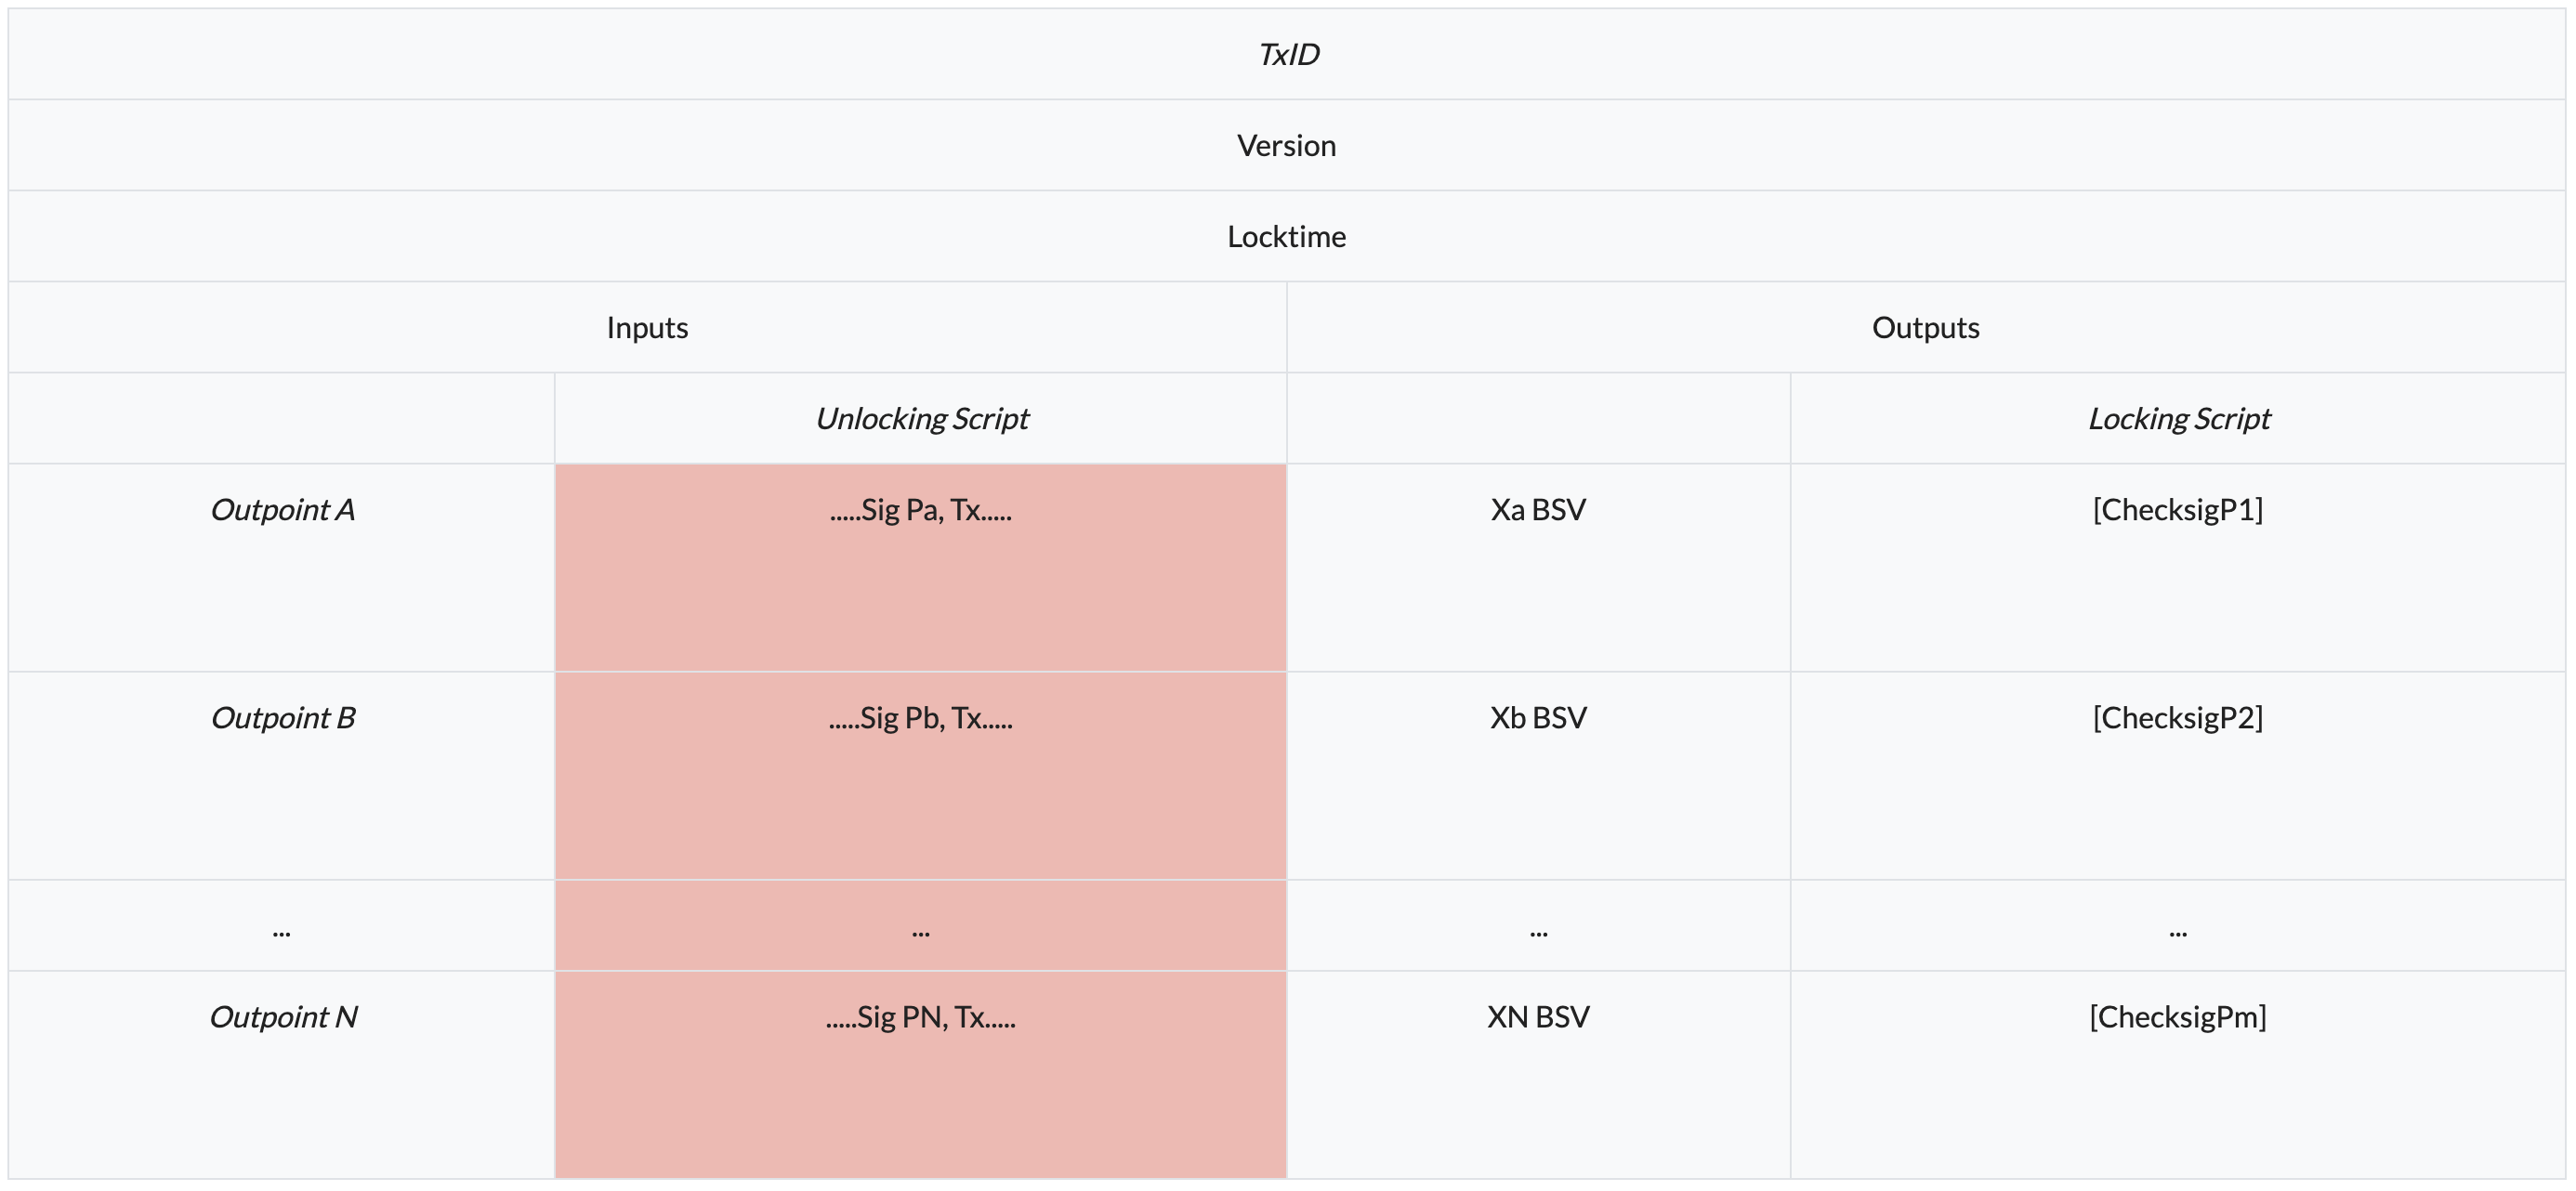 TxID
Version
Locktime
Inputs Outputs
Unlocking Script Locking Script
Outpoint A .....Sig Pa, Tx..... Xa BSV [ChecksigP1]
Outpoint B .....Sig Pb, Tx..... Xb BSV [ChecksigP2]
... ... ... ...
Outpoint N .....Sig PN, Tx..... XN BSV [ChecksigPm]